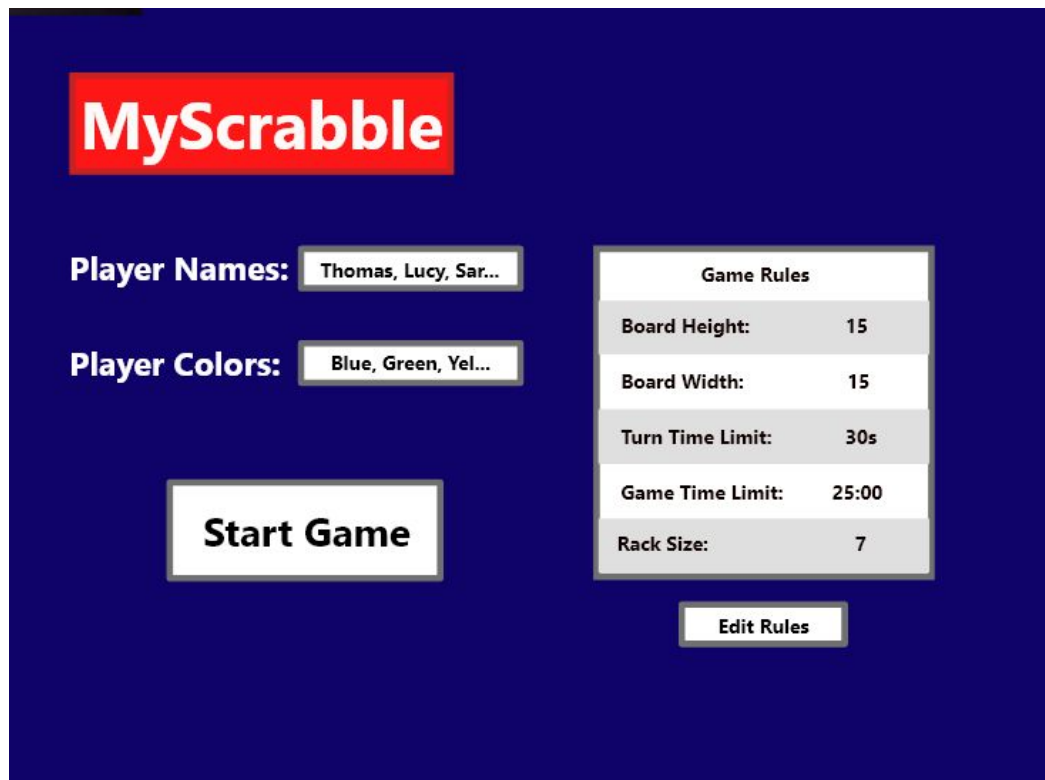 MyScrabble
Player Names: Thomas, Lucy, Sar...
Player Colors: Blue, Green, Yel...
Start Game
Game Rules
Board Height: 15
Board Width: 15
Turn Time Limit: 30s
Game Time Limit: 25:00
Rack Size: 7
Edit Rules